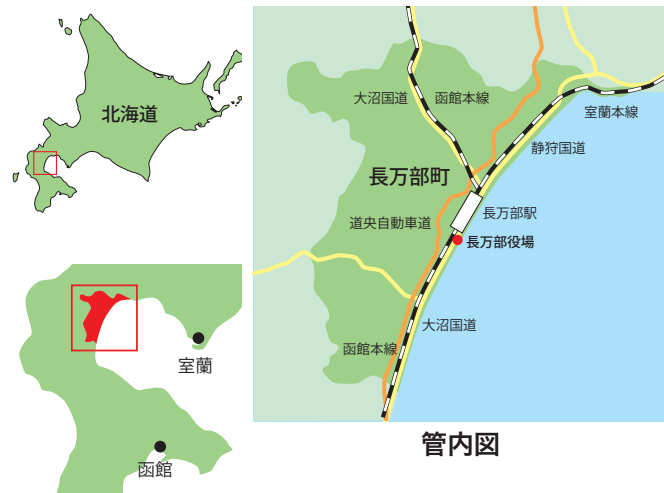 北海道
大沼国道
函館本線
室蘭本線
静狩国道
長万部町
長万部駅
道央自動車道
長万部役場
大沼国道
函館本線
室蘭
函館
管内図